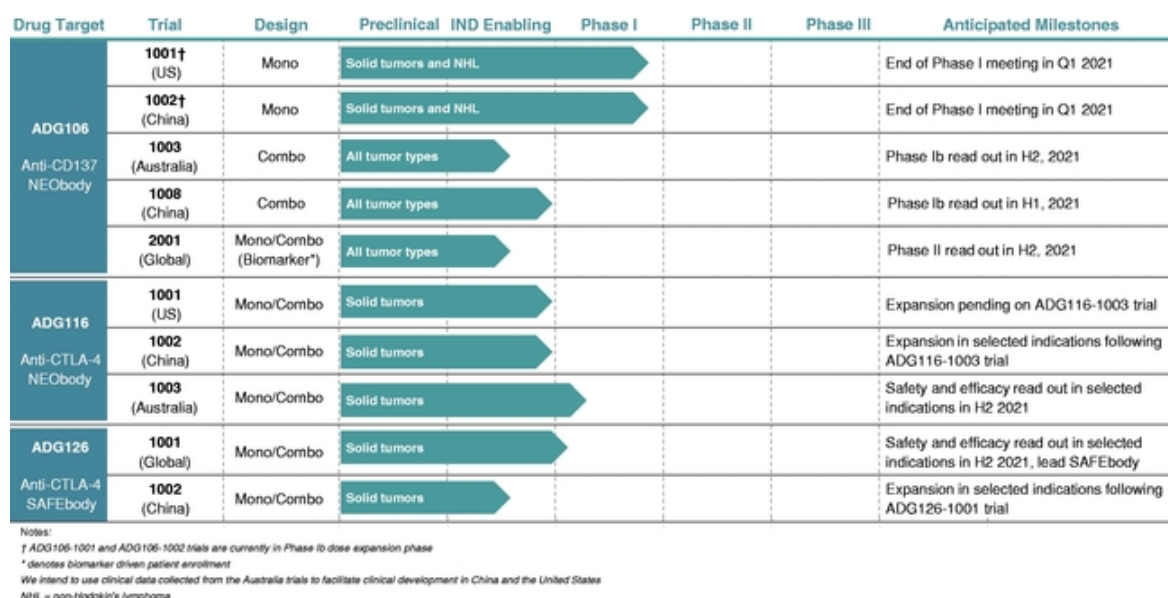 Drug Target Trial Design Preclinical IND Enabling Phase I Phase II Phase III Anticipated Milestones
ADG106
Anti-CD137
NEObody
1001†
(US)
Mono
Solid tumors and NHL
End of Phase I meeting in Q1 2021
1002†
(China)
Mono
Solid tumors and NHL
End of Phase I meeting in Q1 2021
1003
(Australia)
Combo
All tumor types
Phase Ib read out in H2, 2021
1008
(China)
Combo
All tumor types
Phase Ib read out in H1, 2021
2001
(Global)
Mono/Combo
(Biomarker*)
All tumor types
Phase II read out in H2, 2021
ADG116
Anti-CTLA-4
NEObody
1001
(US)
Mono/Combo
Solid tumors
Expansion pending on ADG116-1003 trial
1002
(China)
Mono/Combo
Solid tumors
Expansion in selected indications following
ADG116-1003 trial
1003
(Australia)
Mono/Combo
Solid tumors
Safety and efficacy read out in selected
indications in H2 2021
ADG126
Anti-CTLA-4
SAFEbody
1001
(Global)
Mono/Combo
Solid tumors
Safety and efficacy read out in selected
indications in H2 2021, lead SAFEbody
1002
(China)
Mono/Combo
Solid tumors
Expansion in selected indications following
ADG126-1001 trial
Notes:
† ADG106-1001 and ADG106-1002 trials are currently in Phase Ib dose expansion phase
* denotes biomarker driven patient enrollment
We intend to use clinical data collected from the Australia trials to facilitate clinical development in China and the United States
NHL = non-Hodgkin's lymphoma